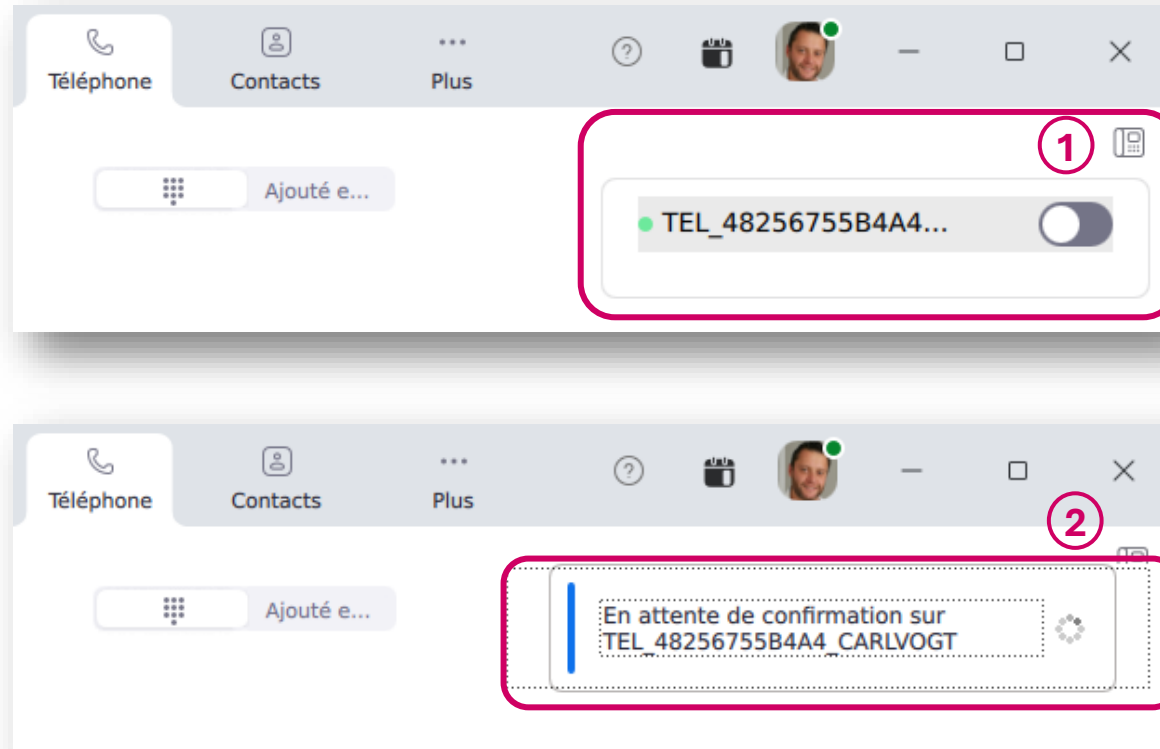 Téléphone Contacts Plus
1
Ajouté e...
TEL_48256755B4A4...
Téléphone Contacts Plus
2
Ajouté e...
En attente de confirmation sur
TEL_48256755B4A4_CARLVOGT